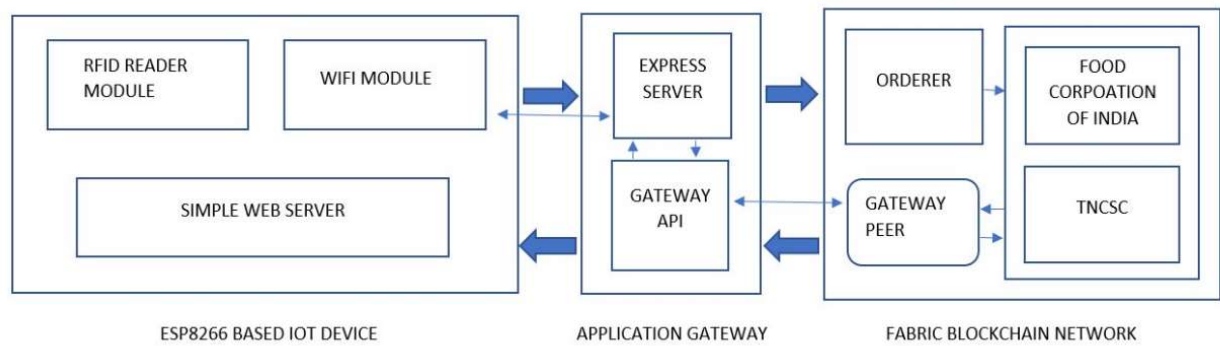 RFID READER
MODULE
WIFI MODULE
SIMPLE WEB SERVER
EXPRESS
SERVER
GATEWAY
API
ORDERER
GATEWAY
PEER
FOOD
CORPOATION
OF INDIA
TNCSC
ESP8266 BASED IOT DEVICE
APPLICATION GATEWAY
FABRIC BLOCKCHAIN NETWORK